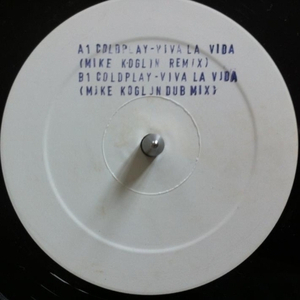 A1 COLDPLAY-VIVA LA VIDA
(MIKE KOGLIN REMIX)
B1 COLDPLAY-VIVA LA VIDA
(MIKE KOGLIN DUB MIX)